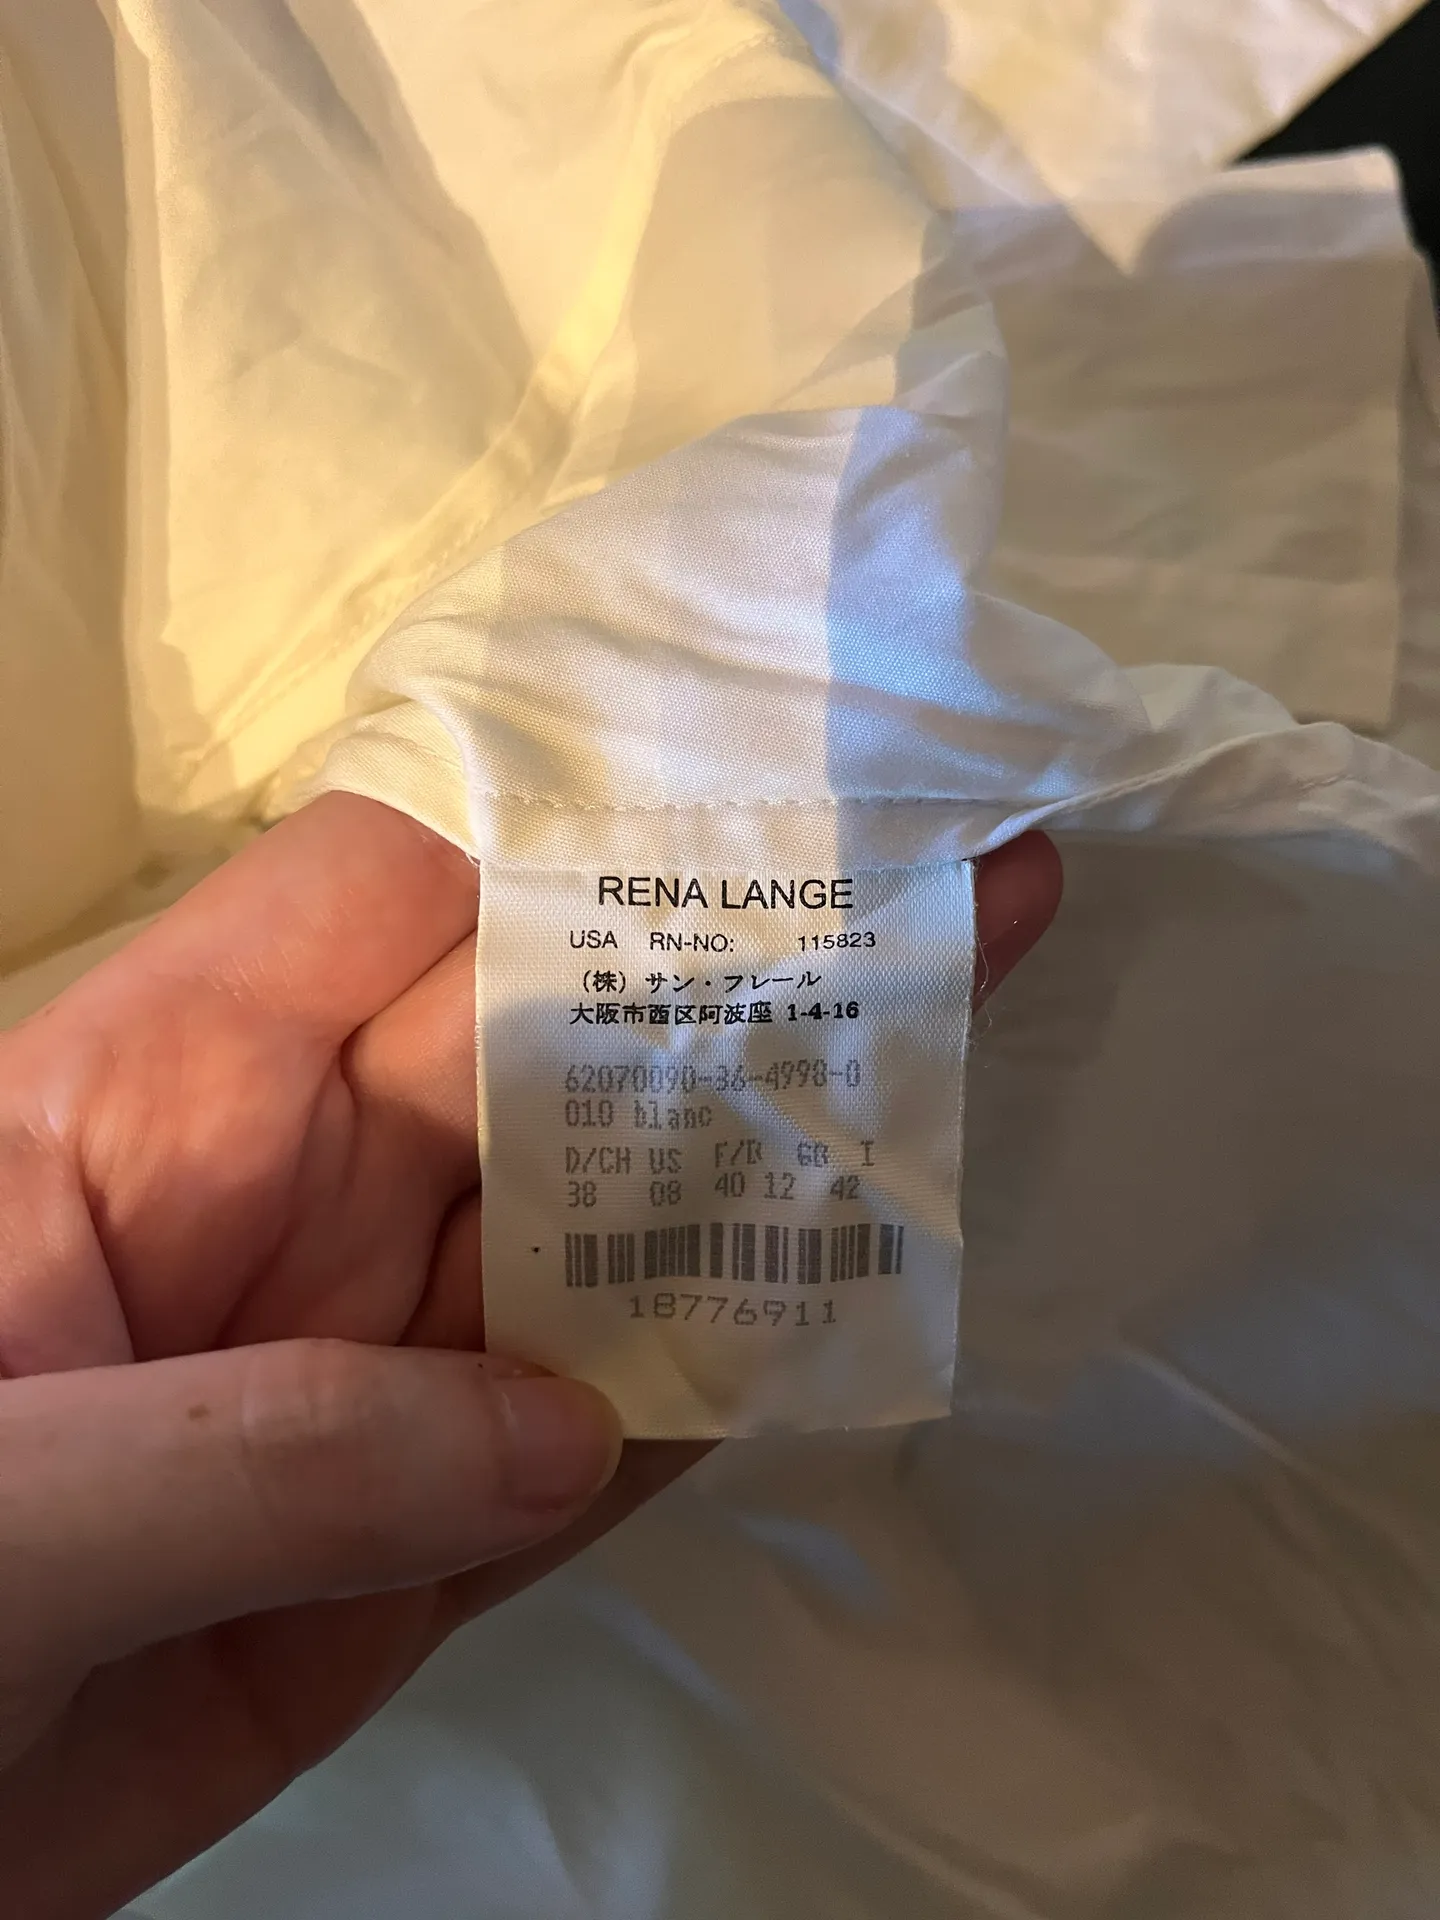 RENA LANGE
USA RN-NO: 115823
(株) サン・フレール
大阪市西区阿波座 1-4-16
62070090-36-4998-0
010 blanc
D/CH US F/B GB I
38 08 40 12 42
18776911